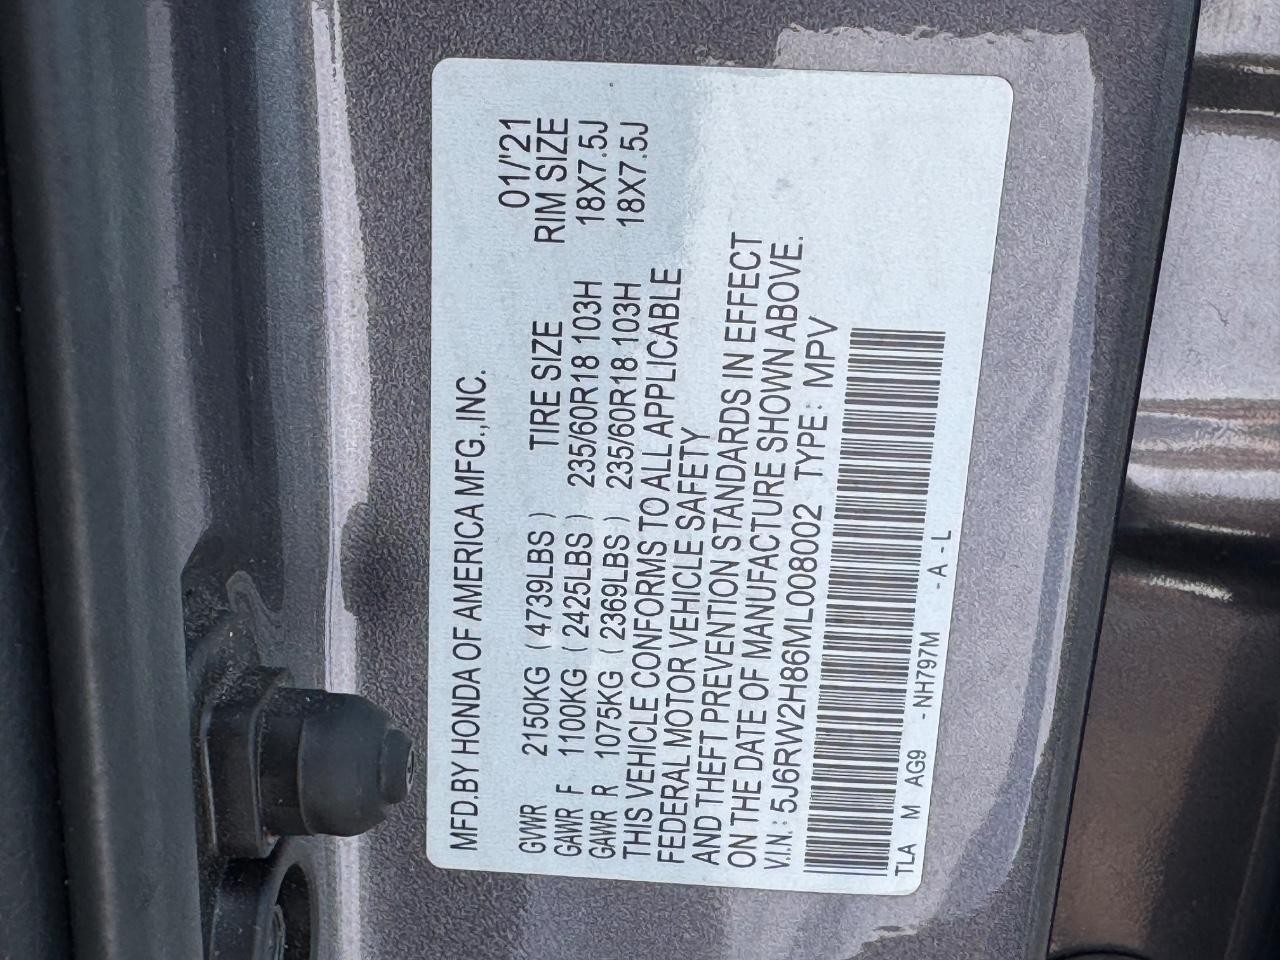 MFD.BY HONDA OF AMERICA MFG.,INC. 01/'21
GVWR 2150KG ( 4739LBS ) TIRE SIZE RIM SIZE
GAWR F 1100KG ( 2425LBS ) 235/60R18 103H 18X7.5J
GAWR R 1075KG ( 2369LBS ) 235/60R18 103H 18X7.5J
THIS VEHICLE CONFORMS TO ALL APPLICABLE
FEDERAL MOTOR VEHICLE SAFETY
AND THEFT PREVENTION STANDARDS IN EFFECT
ON THE DATE OF MANUFACTURE SHOWN ABOVE.
V.I.N.: 5J6RW2H86ML008002 TYPE: MPV
TLA M AG9 - NH797M - A - L